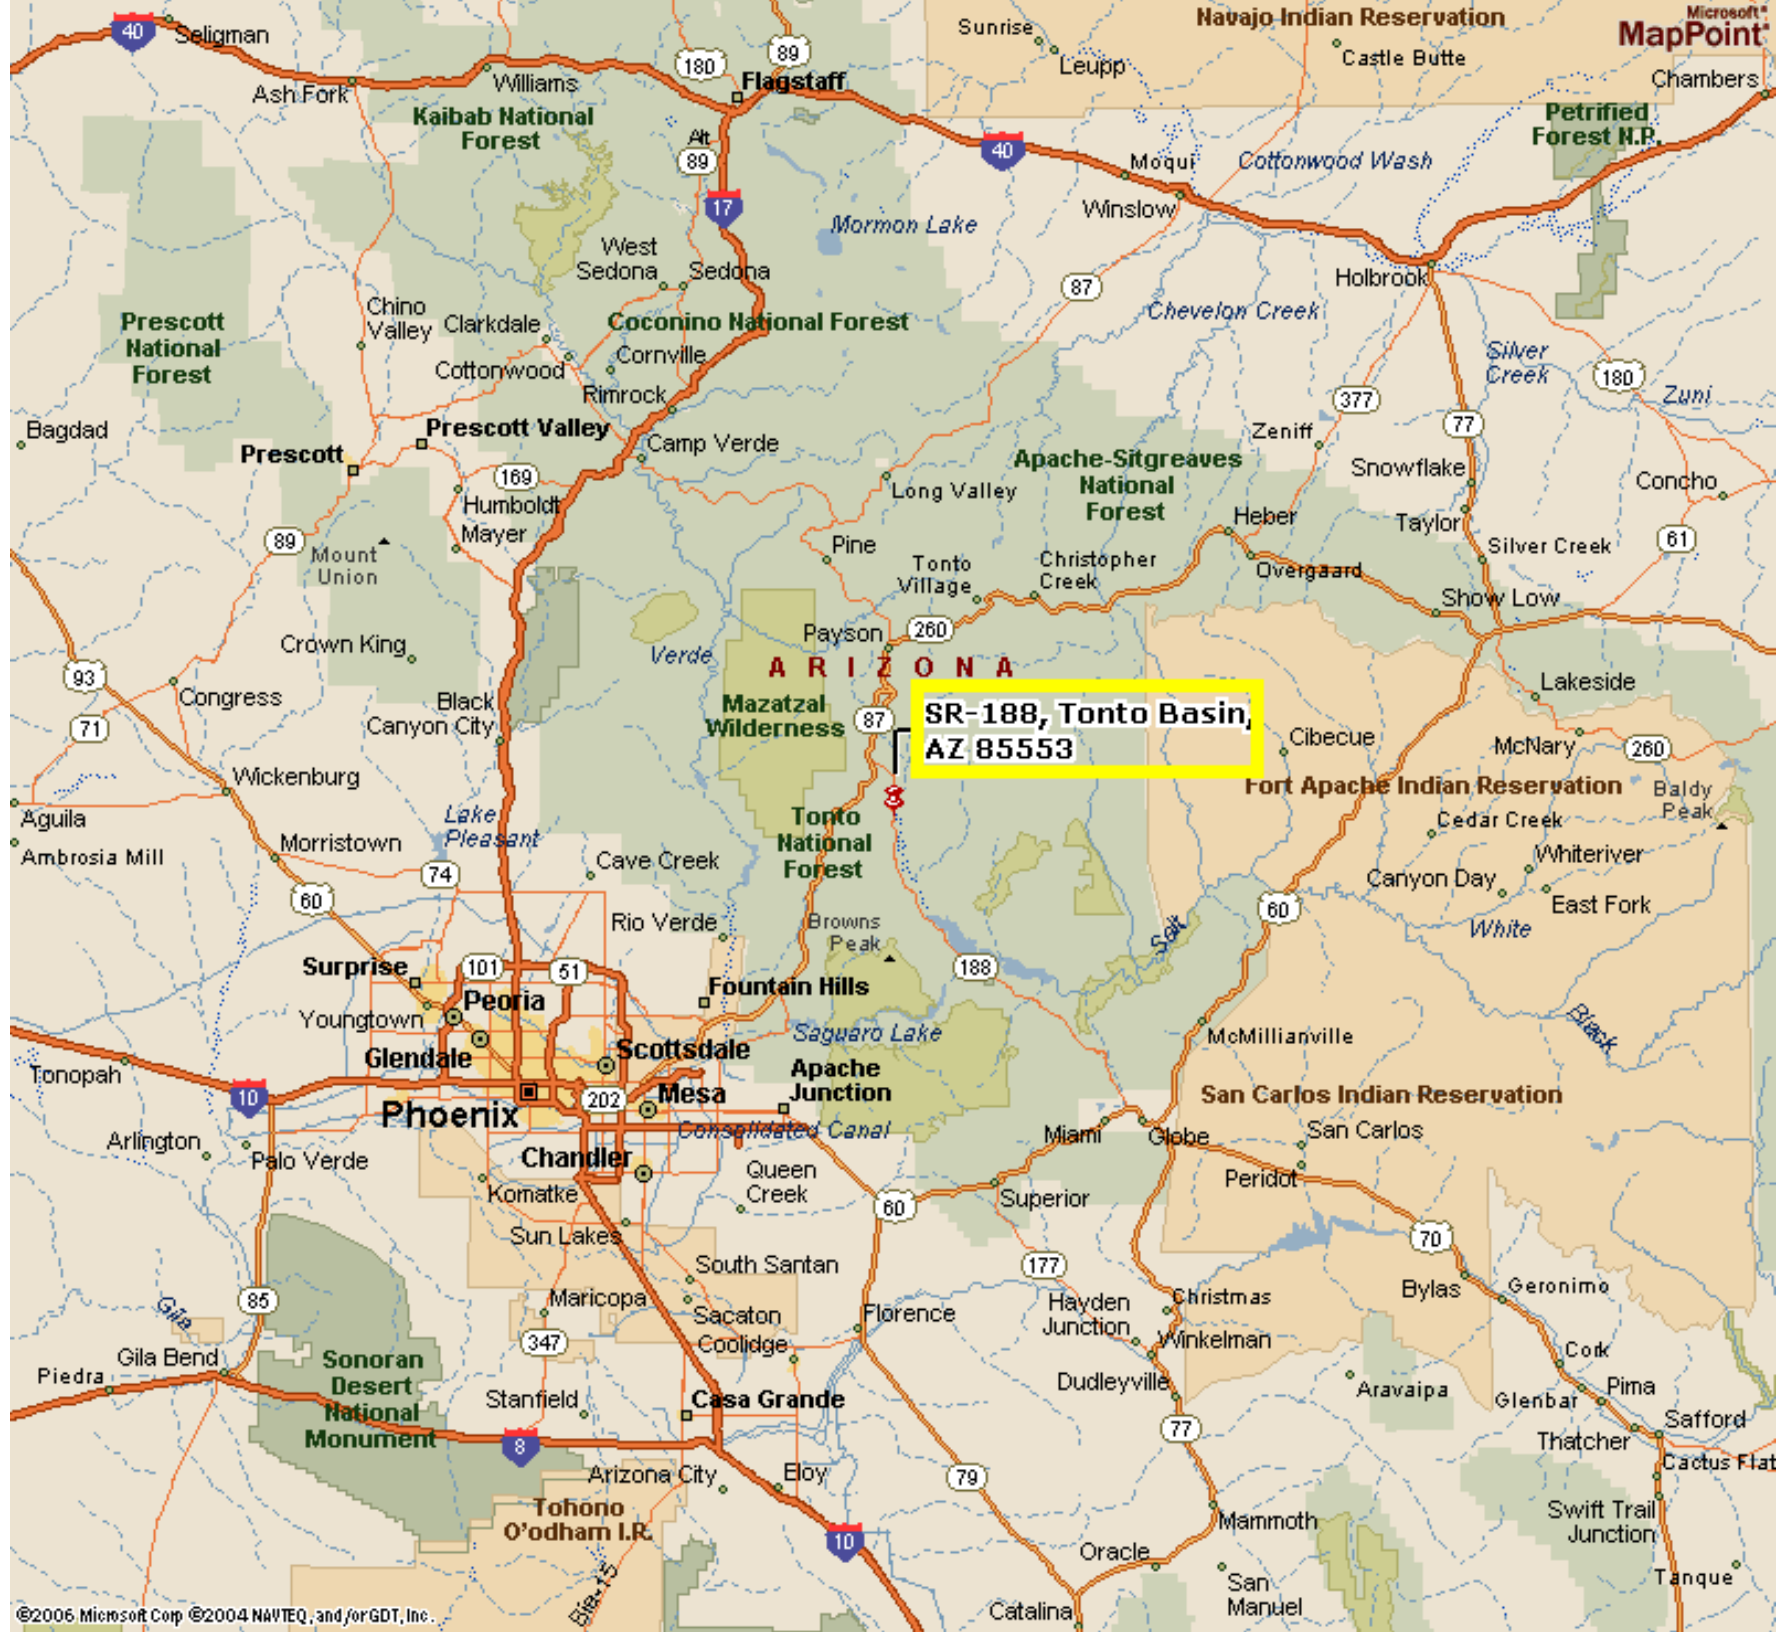 Navajo Indian Reservation
Microsoft®
MapPoint®
40
Seligman
Sunrise
Leupp
Castle Butte
Chambers
Ash Fork
Williams
180
89
Flagstaff
Kaibab National
Forest
Alt
89
40
Moqui
Cottonwood Wash
Petrified
Forest N.P.
17
Winslow
Mormon Lake
West
Sedona
Sedona
Holbrook
87
Chevelon Creek
Chino
Valley
Clarkdale
Coconino National Forest
Prescott
National
Forest
Cottonwood
Cornville
Rimrock
Silver
Creek
180
Zuni
377
77
Bagdad
Prescott Valley
Prescott
Camp Verde
Zeniff
169
Long Valley
Apache-Sitgreaves
National
Forest
Snowflake
Concho
Humboldt
Mayer
89
Mount
Union
Pine
Tonto
Village
Christopher
Creek
Heber
Overgaard
Taylor
Silver Creek
61
Show Low
Payson
260
Crown King
Verde
ARIZONA
93
Congress
71
Black
Canyon City
Mazatzal
Wilderness
87
SR-188, Tonto Basin,
AZ 85553
Lakeside
Cibecue
McNary
260
Wickenburg
Fort Apache Indian Reservation
Baldy
Peak
Aguila
Lake
Pleasant
Tonto
National
Forest
Cedar Creek
Ambrosia Mill
Morristown
74
Cave Creek
Whiteriver
Canyon Day
East Fork
60
Rio Verde
Browns
Peak
60
Salt
White
Surprise
101
51
188
Peoria
Fountain Hills
Youngtown
Saguaro Lake
Black
Glendale
Scottsdale
McMillianville
Tonopah
10
Apache
Junction
Phoenix
202
Mesa
San Carlos Indian Reservation
Consolidated Canal
Miami
Globe
San Carlos
Arlington
Palo Verde
Chandler
Queen
Creek
Peridot
Komatke
60
Superior
Sun Lakes
70
South Santan
177
85
Gila
Maricopa
Sacaton
Florence
Hayden
Junction
Christmas
Bylas
Geronimo
347
Coolidge
Winkelman
Gila Bend
Piedra
Sonoran
Desert
National
Monument
Cork
Dudleyville
Aravaipa
Pima
Glenbar
Stanfield
Casa Grande
77
Safford
Thatcher
8
Cactus Flat
Arizona City
Eloy
79
Tohono
O'odham I.R.
10
Mammoth
Swift Trail
Junction
Oracle
San
Manuel
Tanque
Bia-15
Catalina
©2006 Microsoft Corp ©2004 NAVTEQ, and/or GDT, Inc.